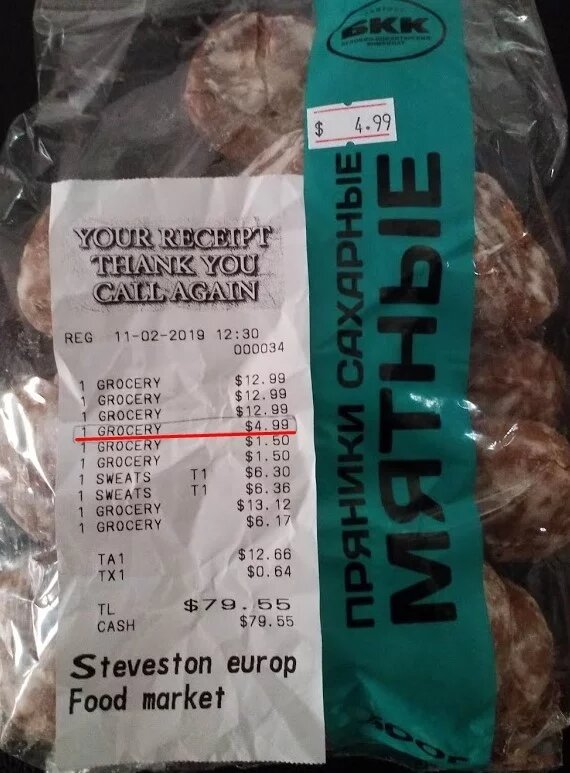 БКК
$ 4.99
ПРЯНИКИ САХАРНЫЕ
МЯТНЫЕ
YOUR RECEIPT
THANK YOU
CALL AGAIN
REG 11-02-2019 12:30
000034
1 GROCERY $12.99
1 GROCERY $12.99
1 GROCERY $12.99
1 GROCERY $4.99
1 GROCERY $1.50
1 GROCERY $1.50
1 SWEATS T1 $6.30
1 SWEATS T1 $6.36
1 GROCERY $13.12
1 GROCERY $6.17
TA1 $12.66
TX1 $0.64
TL $79.55
CASH $79.55
Steveston europ
Food market